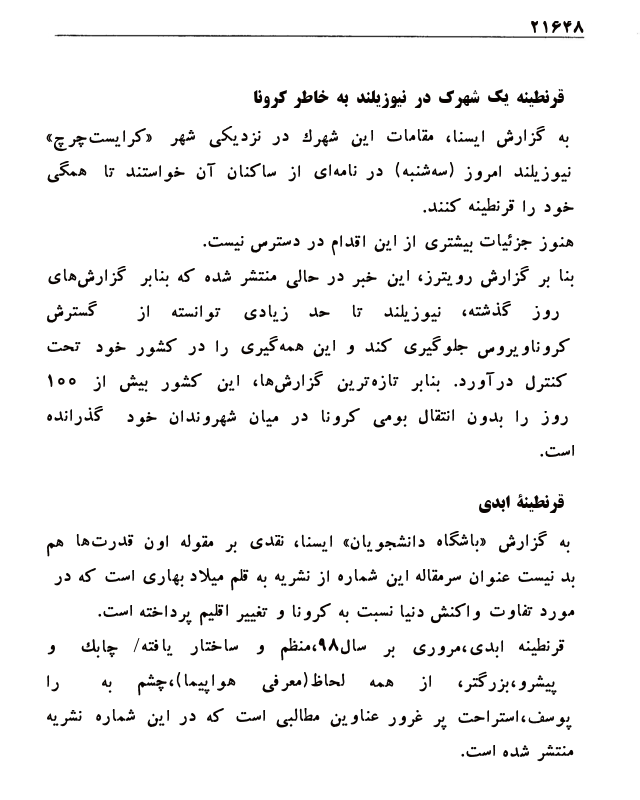 ۲۱۶۴۸
قرنطینه یک شهرک در نیوزیلند به خاطر کرونا
به گزارش ایسنا، مقامات این شهرک در نزدیکی شهر «کرایست‌چرچ»
نیوزیلند امروز (سه‌شنبه) در نامه‌ای از ساکنان آن خواستند تا همگی
خود را قرنطینه کنند.
هنوز جزئیات بیشتری از این اقدام در دسترس نیست.
بنا بر گزارش رویترز، این خبر در حالی منتشر شده که بنابر گزارش‌های
روز گذشته، نیوزیلند تا حد زیادی توانسته از گسترش
کروناویروس جلوگیری کند و این همه‌گیری را در کشور خود تحت
کنترل درآورد. بنابر تازه‌ترین گزارش‌ها، این کشور بیش از ۱۰۰
روز را بدون انتقال بومی کرونا در میان شهروندان خود گذرانده
است.
قرنطینهٔ ابدی
به گزارش «باشگاه دانشجویان» ایسنا، نقدی بر مقوله اون قدرت‌ها هم
بد نیست عنوان سرمقاله این شماره از نشریه به قلم میلاد بهاری است که در
مورد تفاوت واکنش دنیا نسبت به کرونا و تغییر اقلیم پرداخته است.
قرنطینه ابدی،مروری بر سال۹۸،منظم و ساختار یافته/ چابک و
پیشرو،بزرگتر، از همه لحاظ(معرفی هواپیما)،چشم به را
یوسف،استراحت پر غرور عناوین مطالبی است که در این شماره نشریه
منتشر شده است.